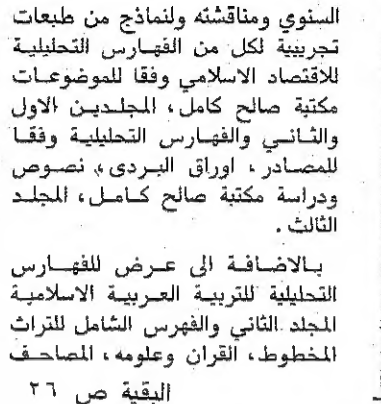 السنوي ومناقشته ولنماذج من طبعات
تجريبية لكل من الفهارس التحليلية
للاقتصاد الاسلامي وفقا للموضوعات
مكتبة صالح كامل، المجلدين الاول
والثاني والفهارس التحليلية وفقا
للمصادر، اوراق البردى، نصوص
ودراسة مكتبة صالح كامل، المجلد
الثالث.
بالاضافة الى عرض للفهارس
التحليلية للتربية العربية الاسلامية
المجلد الثاني والفهرس الشامل للتراث
المخطوط، القران وعلومه، المصاحف
البقية ص ٢٦